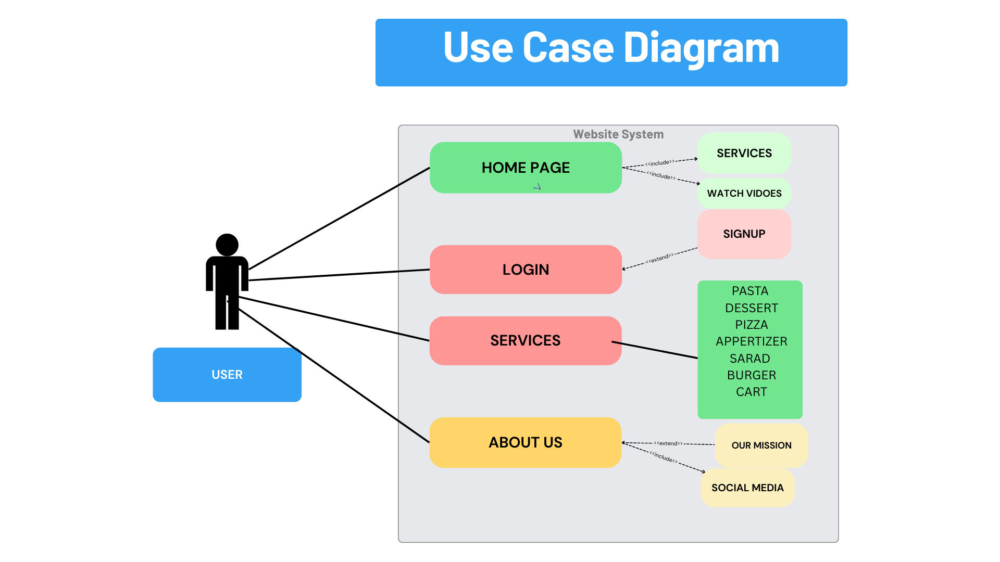 Use Case Diagram
Website System
HOME PAGE
<<include>>
<<include>>
SERVICES
WATCH VIDOES
LOGIN
<<extend>>
SIGNUP
SERVICES
PASTA
DESSERT
PIZZA
APPERTIZER
SARAD
BURGER
CART
USER
ABOUT US
<<extend>>
<<include>>
OUR MISSION
SOCIAL MEDIA